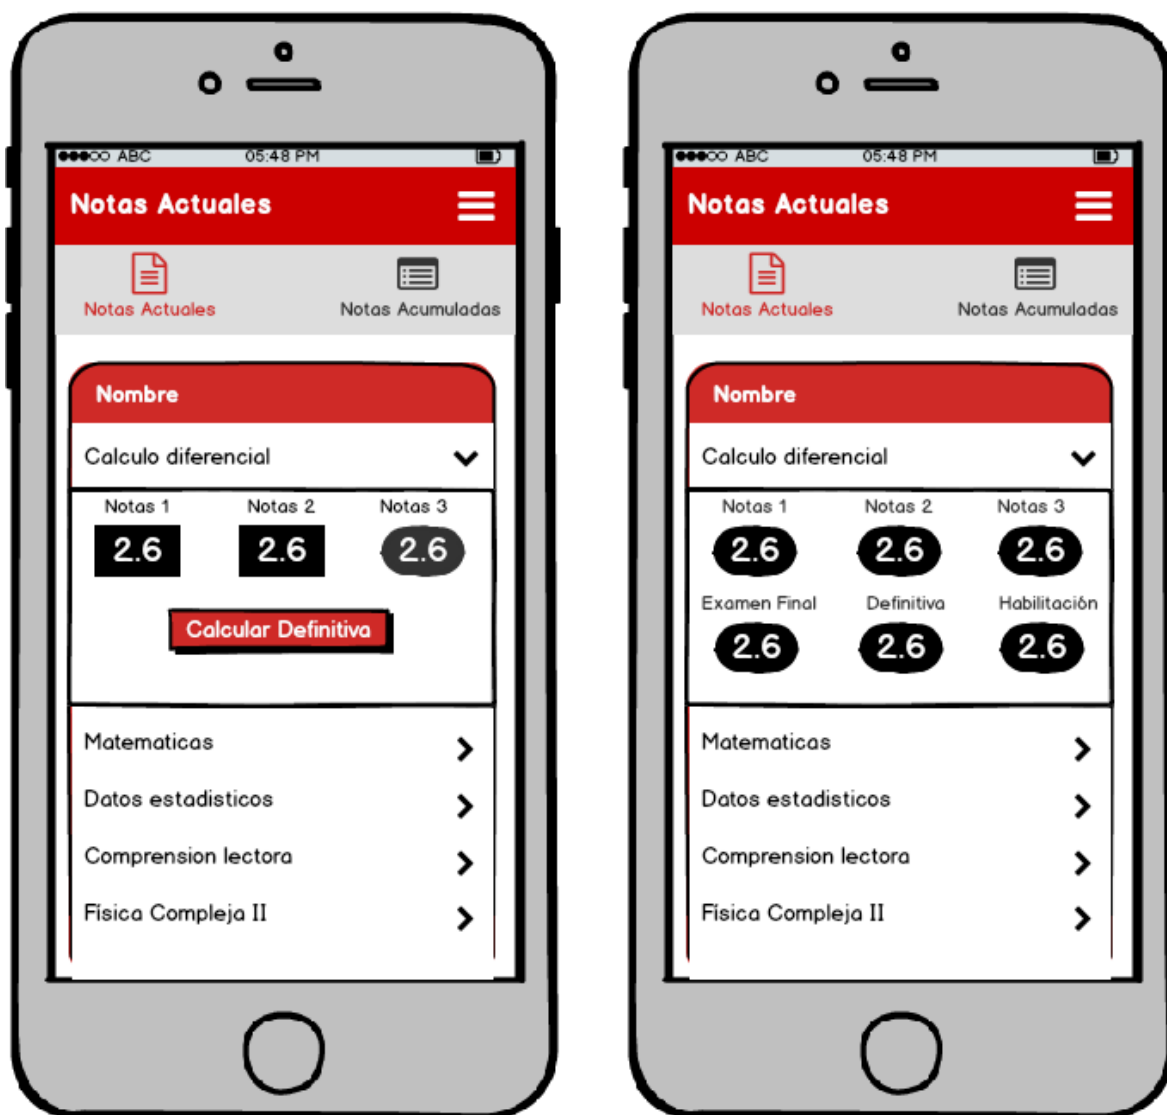 ABC 05:48 PM
Notas Actuales
Notas Actuales Notas Acumuladas
Nombre
Calculo diferencial
Notas 1 Notas 2 Notas 3
2.6 2.6 2.6
Calcular Definitiva
Matematicas
Datos estadisticos
Comprension lectora
Física Compleja II
ABC 05:48 PM
Notas Actuales
Notas Actuales Notas Acumuladas
Nombre
Calculo diferencial
Notas 1 Notas 2 Notas 3
2.6 2.6 2.6
Examen Final Definitiva Habilitación
2.6 2.6 2.6
Matematicas
Datos estadisticos
Comprension lectora
Física Compleja II